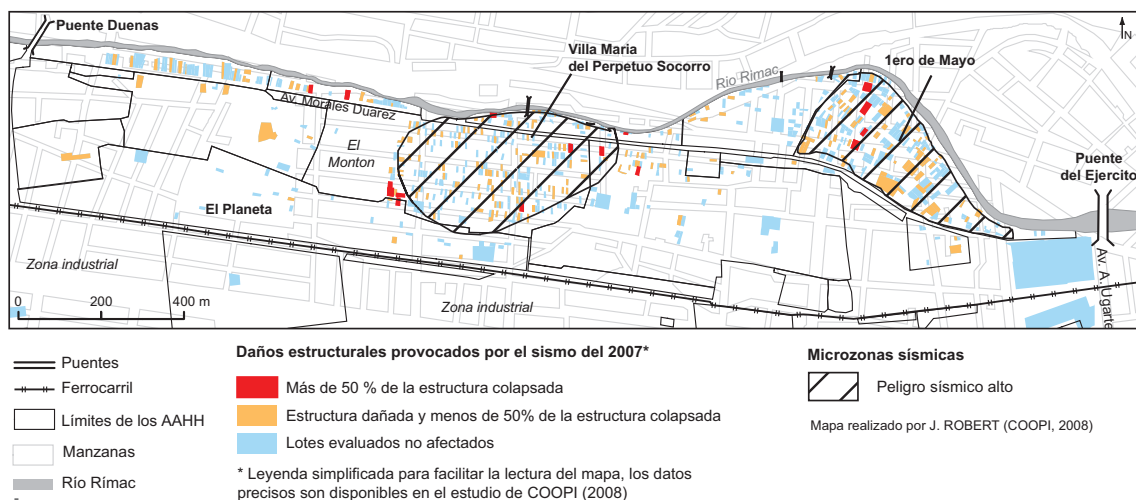 Puente Duenas
Villa Maria
del Perpetuo Socorro
Río Rimac
1ero de Mayo
N
Av. Morales Duarez
El
Monton
Puente
del Ejercito
El Planeta
Zona industrial
Zona industrial
Av. A. Ugarte
0 200 400 m
Puentes
Ferrocarril
Límites de los AAHH
Manzanas
Río Rímac
Daños estructurales provocados por el sismo del 2007*
Más de 50 % de la estructura colapsada
Estructura dañada y menos de 50% de la estructura colapsada
Lotes evaluados no afectados
* Leyenda simplificada para facilitar la lectura del mapa, los datos
precisos son disponibles en el estudio de COOPI (2008)
Microzonas sísmicas
Peligro sísmico alto
Mapa realizado por J. ROBERT (COOPI, 2008)